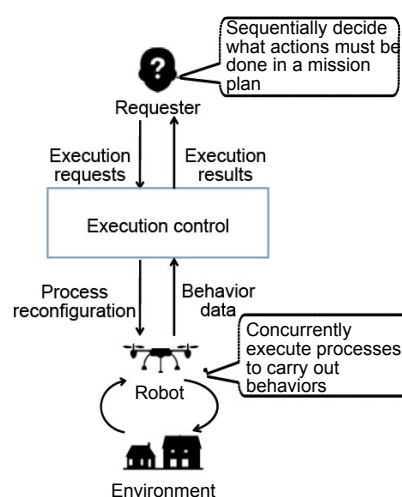 Sequentially decide
what actions must be
done in a mission
plan
?
Requester
Execution
requests
Execution
results
Execution control
Process
reconfiguration
Behavior
data
Concurrently
execute processes
to carry out
behaviors
Robot
Environment